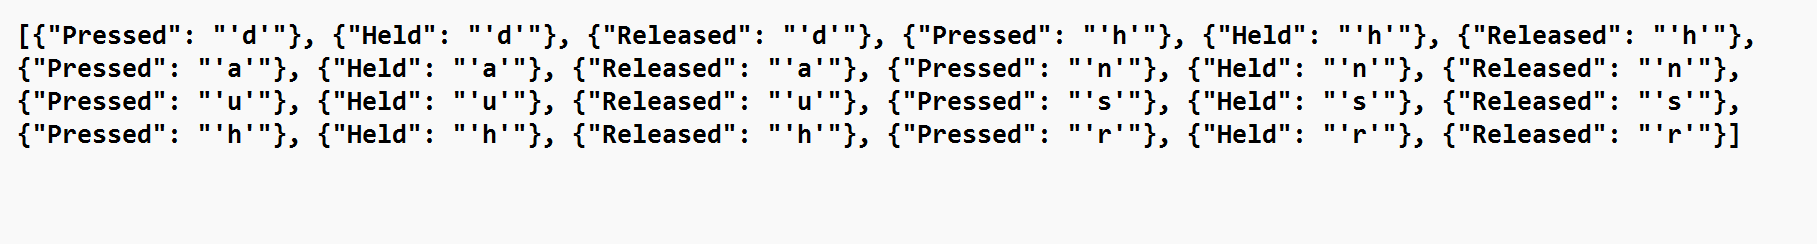 [{"Pressed": "'d'"}, {"Held": "'d'"}, {"Released": "'d'"}, {"Pressed": "'h'"}, {"Held": "'h'"}, {"Released": "'h'"},
{"Pressed": "'a'"}, {"Held": "'a'"}, {"Released": "'a'"}, {"Pressed": "'n'"}, {"Held": "'n'"}, {"Released": "'n'"},
{"Pressed": "'u'"}, {"Held": "'u'"}, {"Released": "'u'"}, {"Pressed": "'s'"}, {"Held": "'s'"}, {"Released": "'s'"},
{"Pressed": "'h'"}, {"Held": "'h'"}, {"Released": "'h'"}, {"Pressed": "'r'"}, {"Held": "'r'"}, {"Released": "'r'"}]